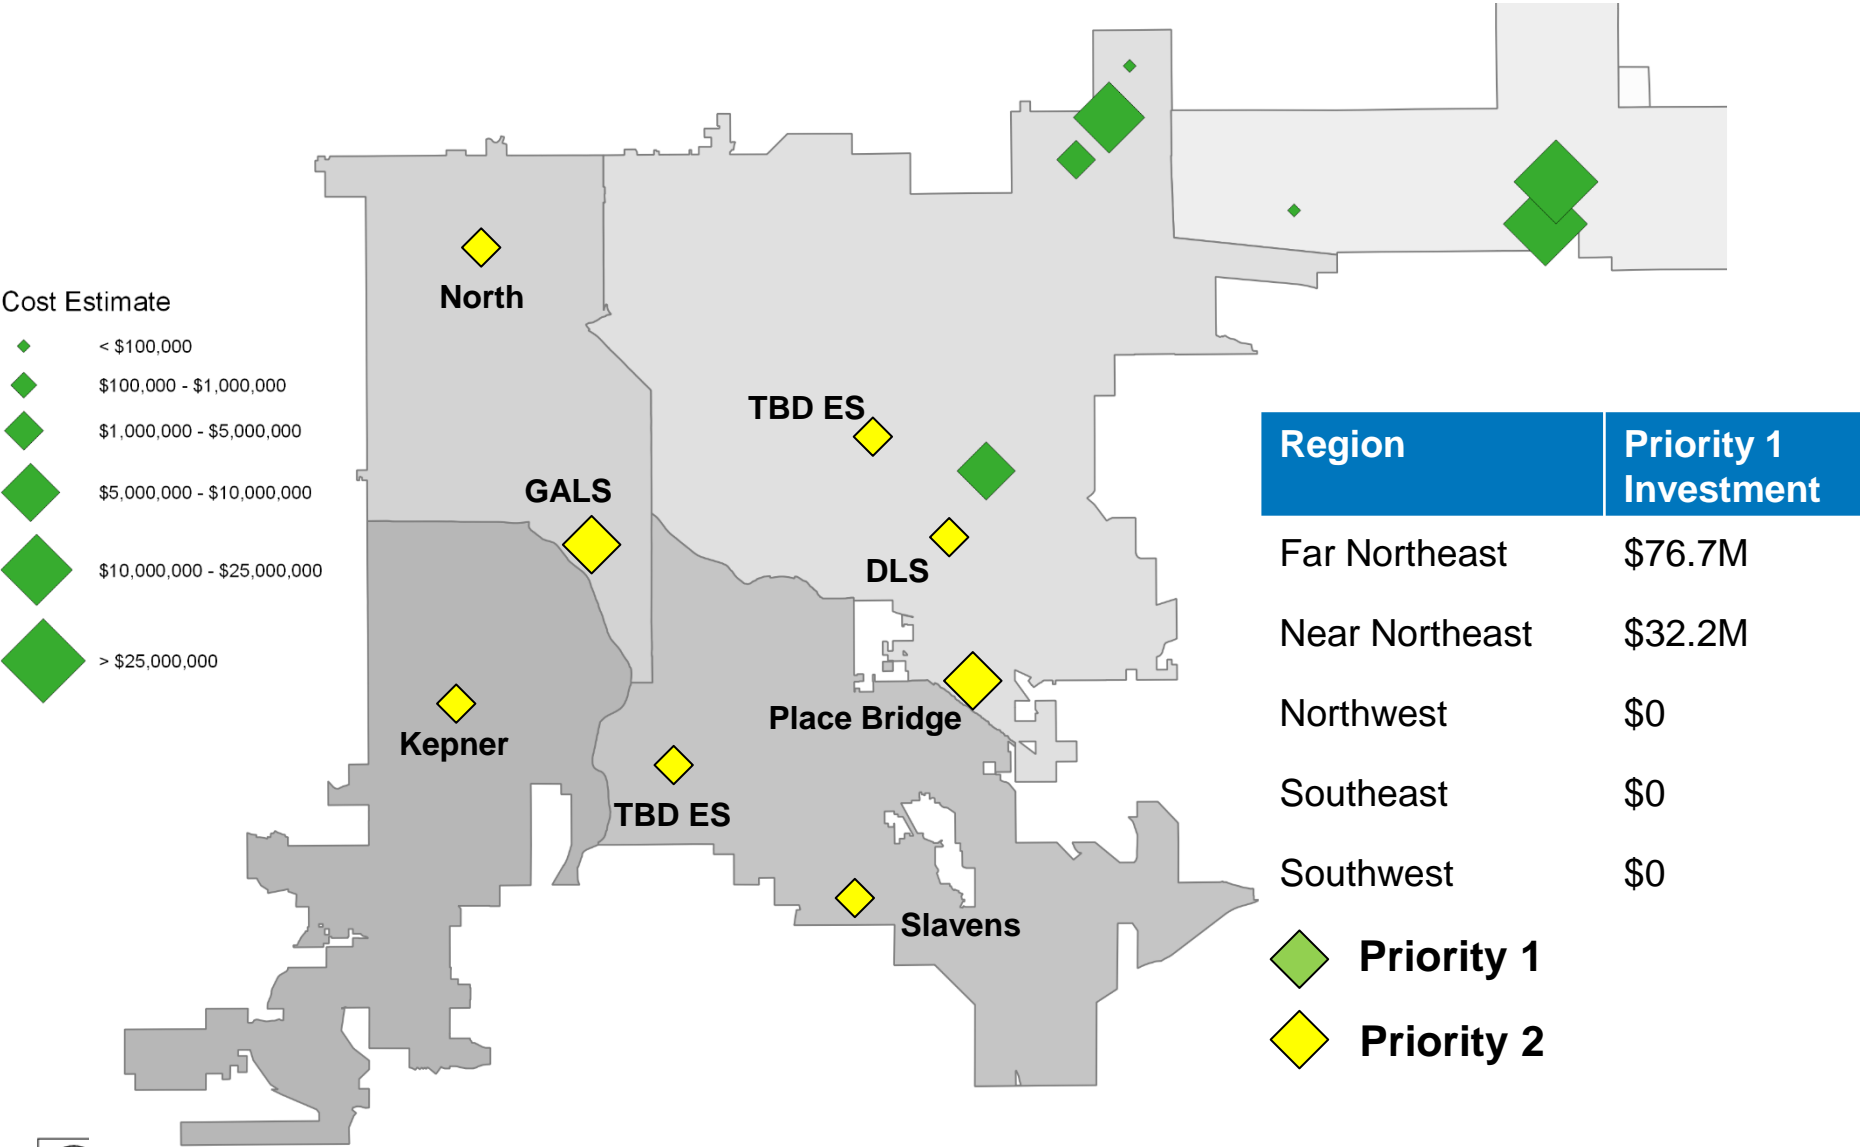 North
Cost Estimate
< $100,000
$100,000 - $1,000,000
$1,000,000 - $5,000,000
$5,000,000 - $10,000,000
$10,000,000 - $25,000,000
> $25,000,000
TBD ES
GALS
DLS
Place Bridge
Kepner
TBD ES
Slavens
Region Priority 1
Investment
Far Northeast $76.7M
Near Northeast $32.2M
Northwest $0
Southeast $0
Southwest $0
Priority 1
Priority 2